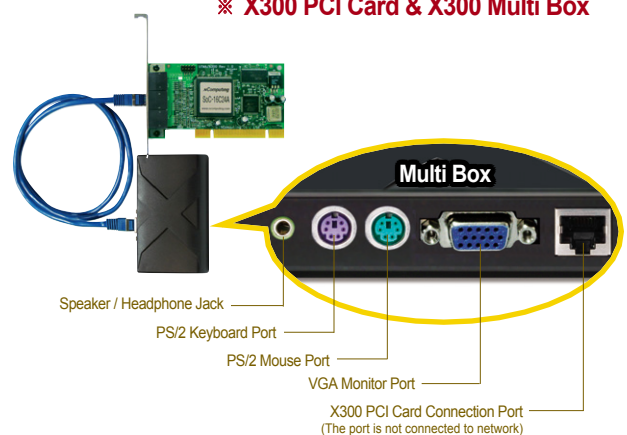 ※ X300 PCI Card & X300 Multi Box
nComputing
SoC-16C24A
Multi Box
Speaker / Headphone Jack
PS/2 Keyboard Port
PS/2 Mouse Port
VGA Monitor Port
X300 PCI Card Connection Port
(The port is not connected to network)